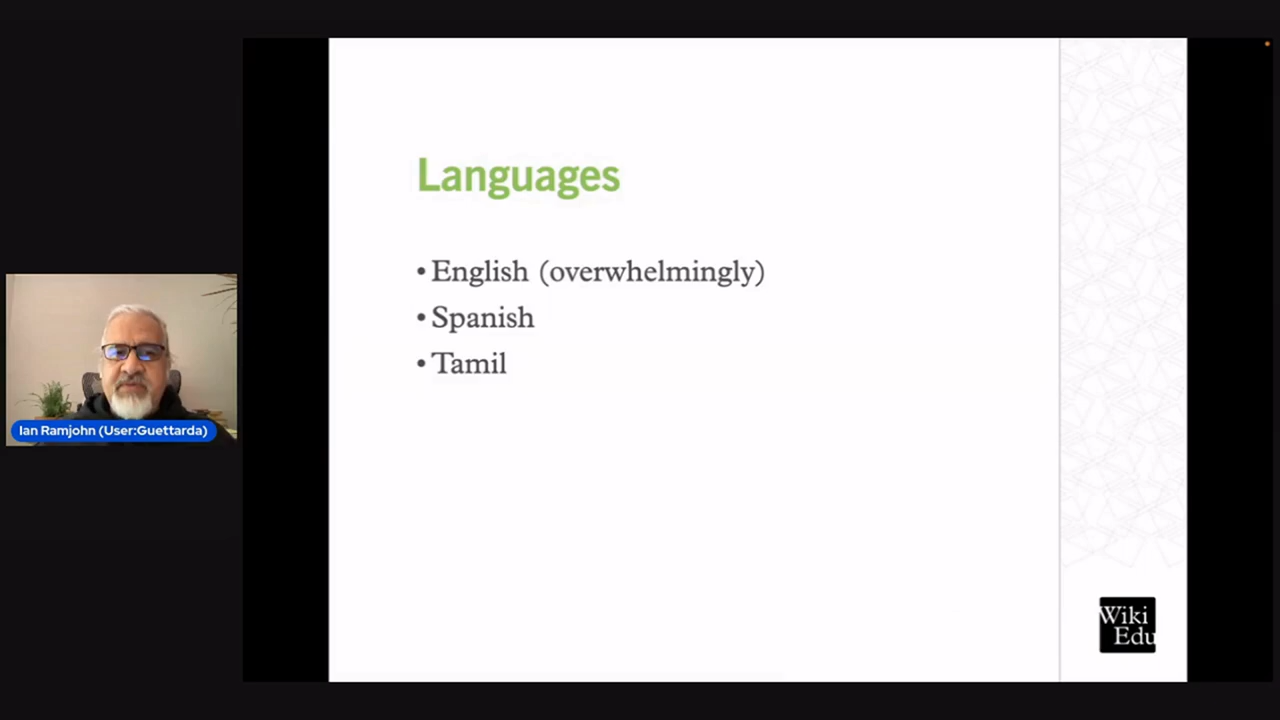 Languages
• English (overwhelmingly)
• Spanish
• Tamil
Ian Ramjohn (User:Guettarda)
Wiki
Edu